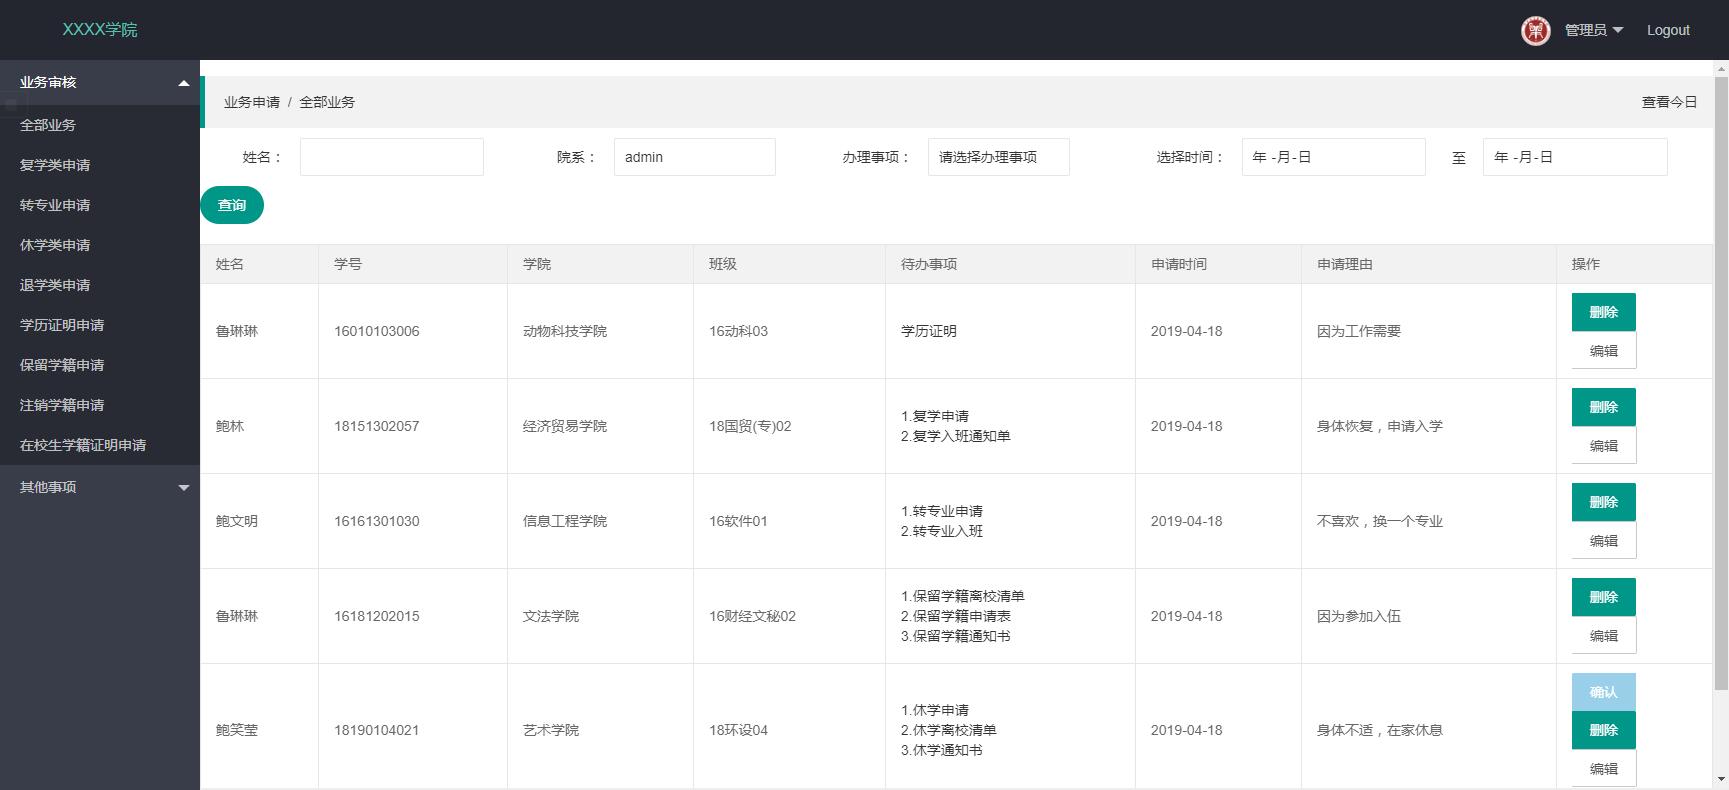 XXXX学院
管理员
Logout
业务审核
全部业务
复学类申请
转专业申请
休学类申请
退学类申请
学历证明申请
保留学籍申请
注销学籍申请
在校生学籍证明申请
其他事项
业务申请 / 全部业务
查看今日
姓名：
院系： admin
办理事项： 请选择办理事项
选择时间： 年 -月-日 至 年 -月-日
查询
姓名 学号 学院 班级 待办事项 申请时间 申请理由 操作
鲁琳琳 16010103006 动物科技学院 16动科03 学历证明 2019-04-18 因为工作需要
删除
编辑
鲍林 18151302057 经济贸易学院 18国贸(专)02
1.复学申请
2.复学入班通知单
2019-04-18 身体恢复，申请入学
删除
编辑
鲍文明 16161301030 信息工程学院 16软件01
1.转专业申请
2.转专业入班
2019-04-18 不喜欢，换一个专业
删除
编辑
鲁琳琳 16181202015 文法学院 16财经文秘02
1.保留学籍离校清单
2.保留学籍申请表
3.保留学籍通知书
2019-04-18 因为参加入伍
删除
编辑
鲍笑莹 18190104021 艺术学院 18环设04
1.休学申请
2.休学离校清单
3.休学通知书
2019-04-18 身体不适，在家休息
确认
删除
编辑